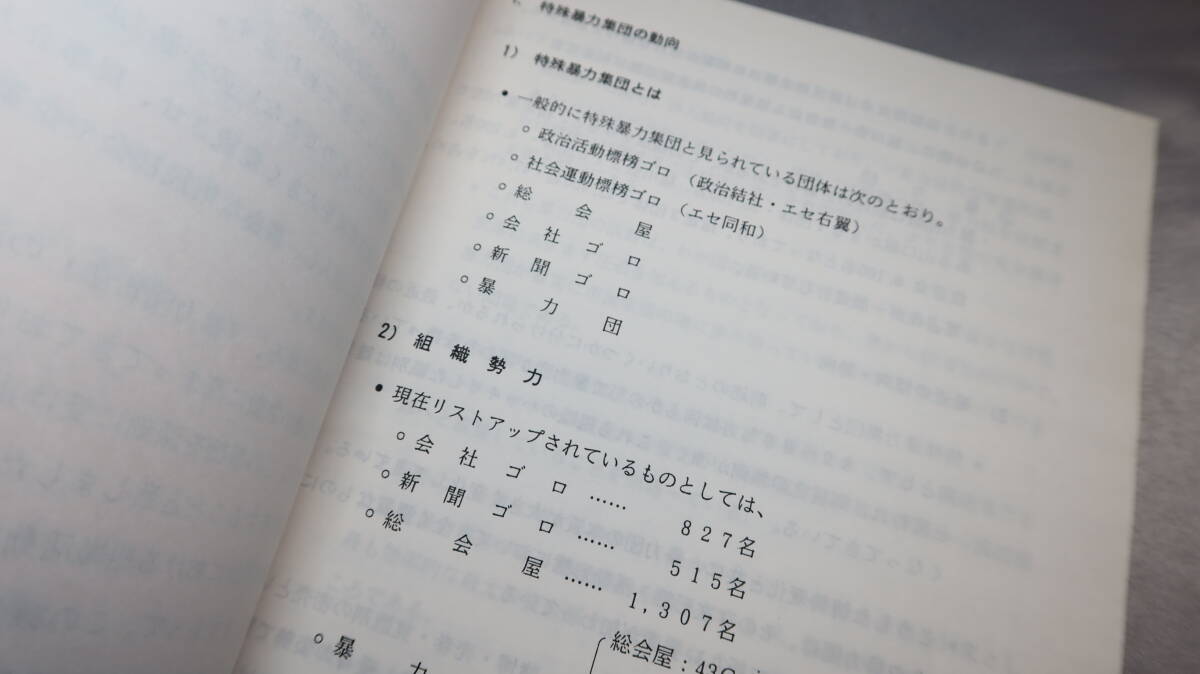 特殊暴力集団の動向
1) 特殊暴力集団とは
• 一般的に特殊暴力集団と見られている団体は次のとおり。
○ 政治活動標榜ゴロ (政治結社・エセ右翼)
○ 社会運動標榜ゴロ (エセ同和)
○ 総会屋
○ 会社ゴロ
○ 新聞ゴロ
○ 暴力団
2) 組織勢力
• 現在リストアップされているものとしては、
○ 会社ゴロ …… 827名
○ 新聞ゴロ …… 515名
○ 総会屋 …… 1,307名
総会屋:43
○ 暴力